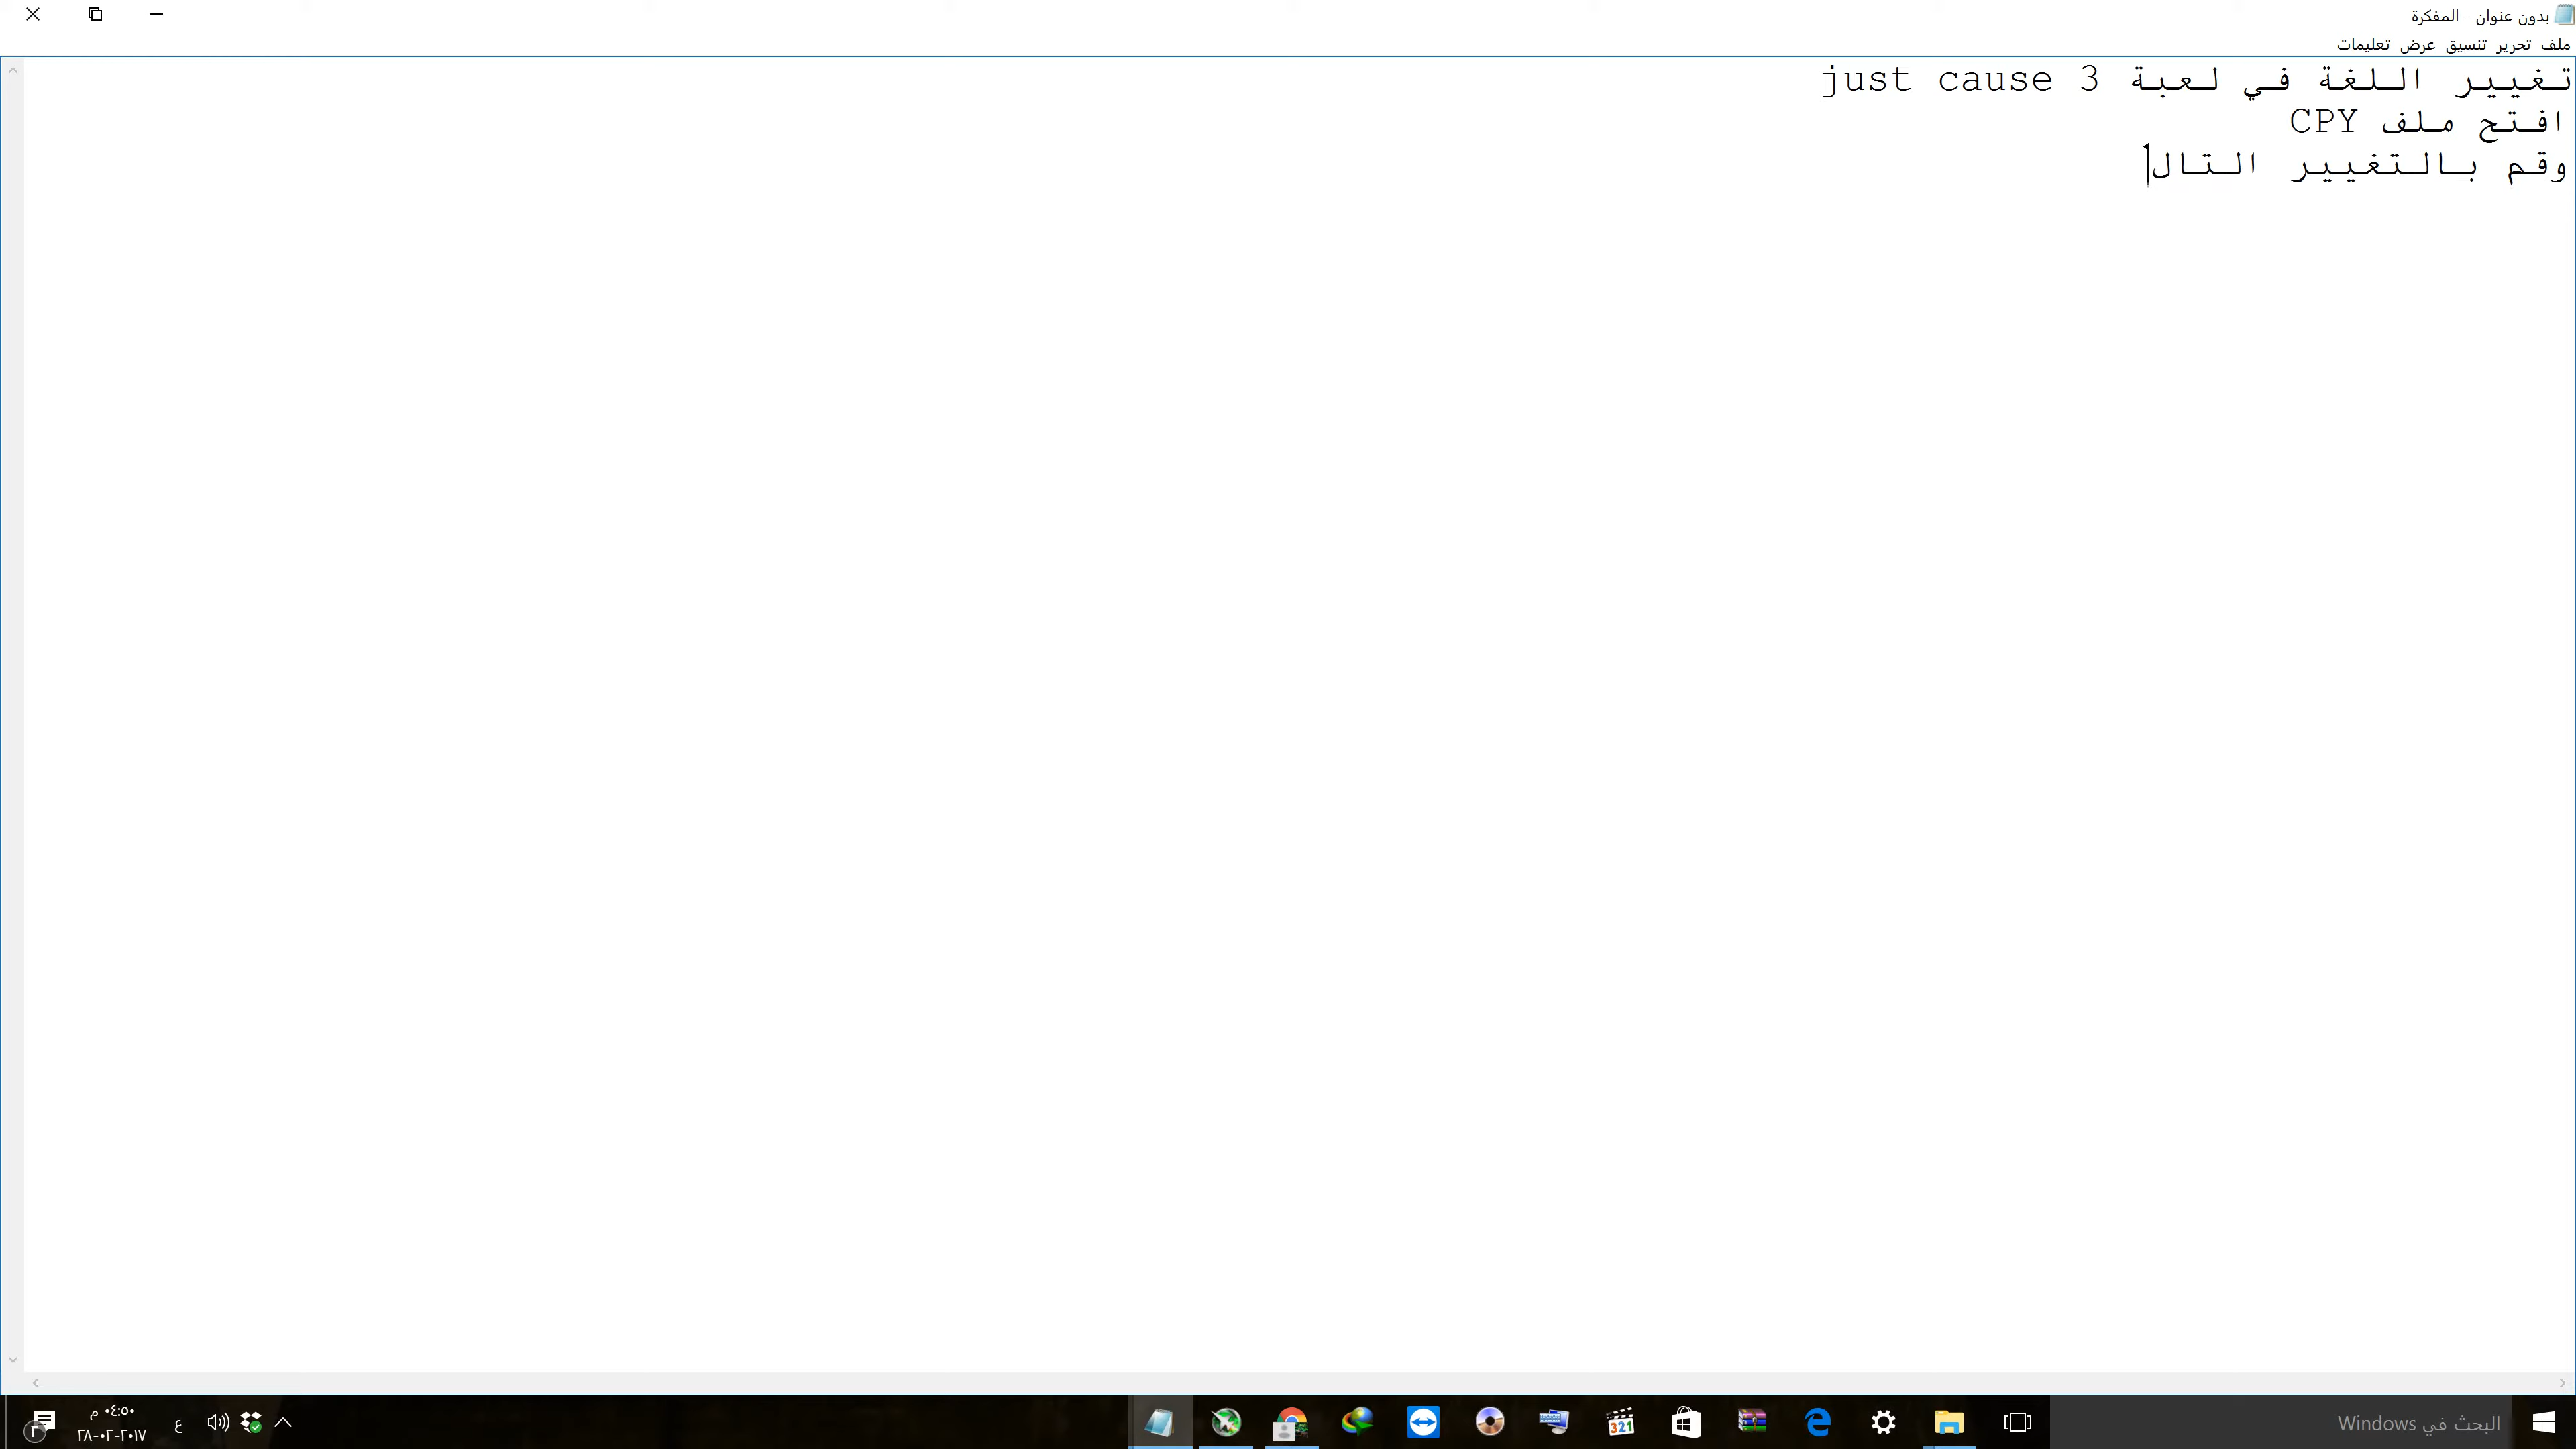 بدون عنوان - المفكرة
ملف تحرير تنسيق عرض تعليمات
تغيير اللغة في لعبة just cause 3
افتح ملف CPY
وقم بالتغيير التال
البحث في Windows
321
ع
٠٤:٥٠ م
٢٠١٧-٠٢-٢٨